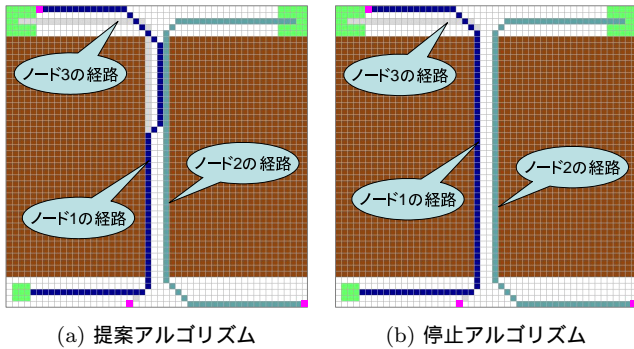 ノード3の経路
ノード2の経路
ノード1の経路
ノード3の経路
ノード2の経路
ノード1の経路
(a) 提案アルゴリズム
(b) 停止アルゴリズム